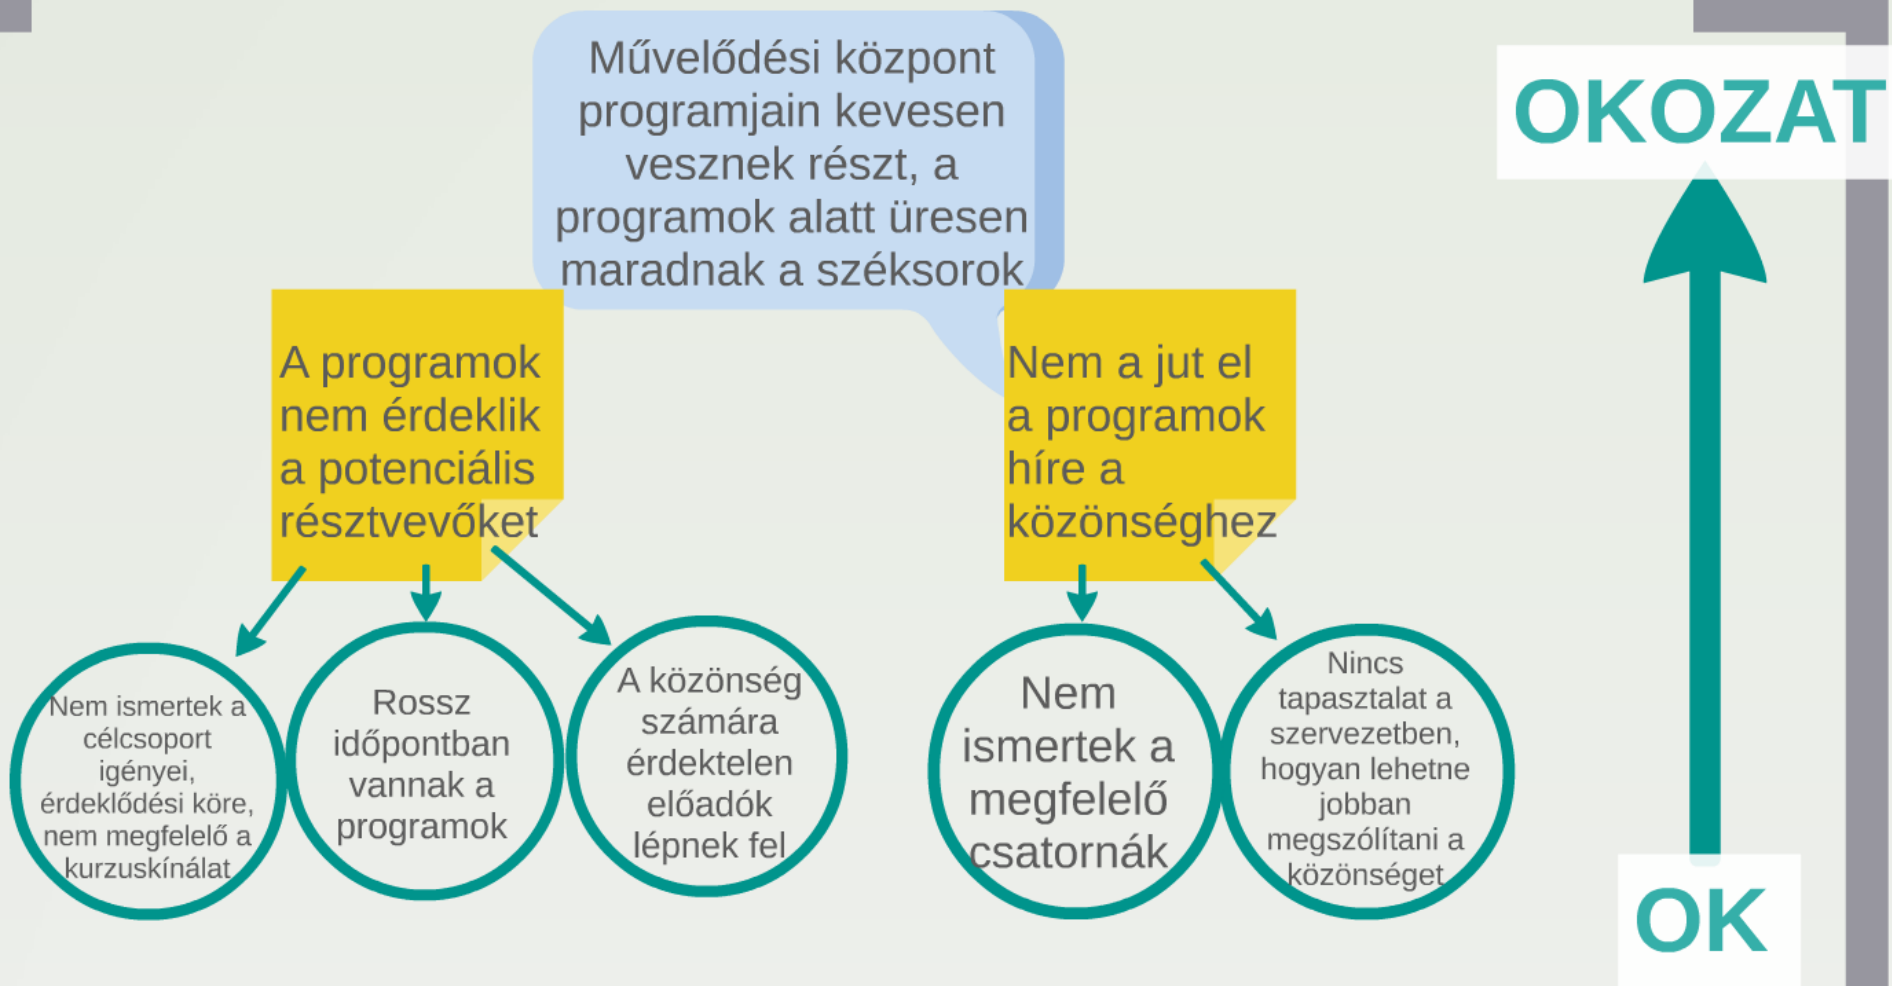 Művelődési központ
programjain kevesen
vesznek részt, a
programok alatt üresen
maradnak a széksorok
OKOZAT
A programok
nem érdeklik
a potenciális
résztvevőket
Nem a jut el
a programok
híre a
közönséghez
Nem ismertek a
célcsoport
igényei,
érdeklődési köre,
nem megfelelő a
kurzuskínálat
Rossz
időpontban
vannak a
programok
A közönség
számára
érdektelen
előadók
lépnek fel
Nem
ismertek a
megfelelő
csatornák
Nincs
tapasztalat a
szervezetben,
hogyan lehetne
jobban
megszólítani a
közönséget
OK